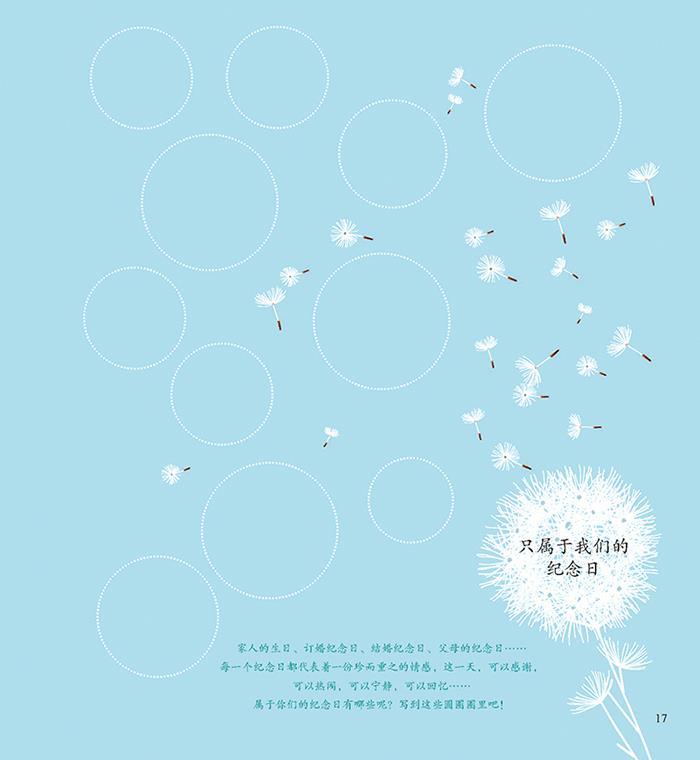 只属于我们的
纪念日
家人的生日、订婚纪念日、结婚纪念日、父母的纪念日……
每一个纪念日都代表着一份珍而重之的情感，这一天，可以感谢，
可以热闹，可以宁静，可以回忆……
属于你们的纪念日有哪些呢？写到这些圆圈圈里吧！
17